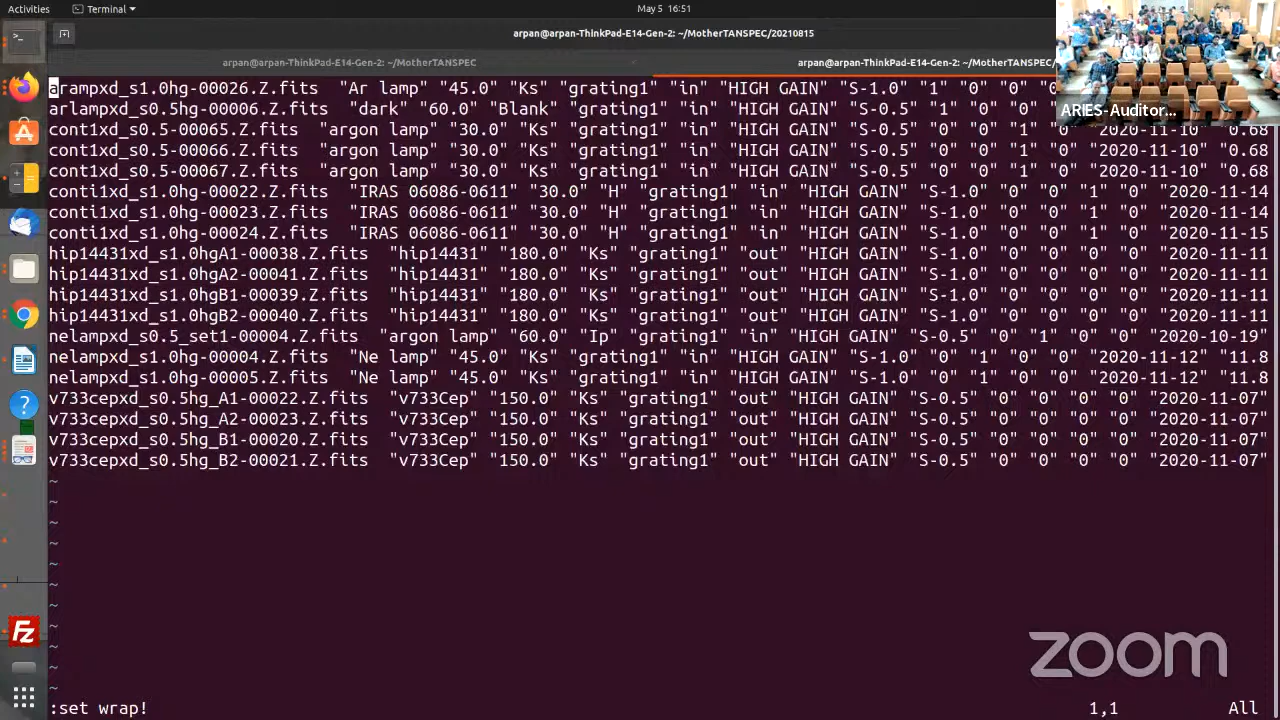 Activities
Terminal
May 5 16:51
arpan@arpan-ThinkPad-E14-Gen-2: ~/MotherTANSPEC/20210815
arpan@arpan-ThinkPad-E14-Gen-2: ~/MotherTANSPEC
arpan@arpan-ThinkPad-E14-Gen-2: ~/MotherTANSPEC/
ARIES-Auditor...
arampxd_s1.0hg-00026.Z.fits "Ar lamp" "45.0" "Ks" "grating1" "in" "HIGH GAIN" "S-1.0" "1" "0" "0" "0
arlampxd_s0.5hg-00006.Z.fits "dark" "60.0" "Blank" "grating1" "in" "HIGH GAIN" "S-0.5" "1" "0" "0"
cont1xd_s0.5-00065.Z.fits "argon lamp" "30.0" "Ks" "grating1" "in" "HIGH GAIN" "S-0.5" "0" "0" "1" "0" "2020-11-10" "0.68
cont1xd_s0.5-00066.Z.fits "argon lamp" "30.0" "Ks" "grating1" "in" "HIGH GAIN" "S-0.5" "0" "0" "1" "0" "2020-11-10" "0.68
cont1xd_s0.5-00067.Z.fits "argon lamp" "30.0" "Ks" "grating1" "in" "HIGH GAIN" "S-0.5" "0" "0" "1" "0" "2020-11-10" "0.68
conti1xd_s1.0hg-00022.Z.fits "IRAS 06086-0611" "30.0" "H" "grating1" "in" "HIGH GAIN" "S-1.0" "0" "0" "1" "0" "2020-11-14
conti1xd_s1.0hg-00023.Z.fits "IRAS 06086-0611" "30.0" "H" "grating1" "in" "HIGH GAIN" "S-1.0" "0" "0" "1" "0" "2020-11-14
conti1xd_s1.0hg-00024.Z.fits "IRAS 06086-0611" "30.0" "H" "grating1" "in" "HIGH GAIN" "S-1.0" "0" "0" "1" "0" "2020-11-15
hip14431xd_s1.0hgA1-00038.Z.fits "hip14431" "180.0" "Ks" "grating1" "out" "HIGH GAIN" "S-1.0" "0" "0" "0" "0" "2020-11-11
hip14431xd_s1.0hgA2-00041.Z.fits "hip14431" "180.0" "Ks" "grating1" "out" "HIGH GAIN" "S-1.0" "0" "0" "0" "0" "2020-11-11
hip14431xd_s1.0hgB1-00039.Z.fits "hip14431" "180.0" "Ks" "grating1" "out" "HIGH GAIN" "S-1.0" "0" "0" "0" "0" "2020-11-11
hip14431xd_s1.0hgB2-00040.Z.fits "hip14431" "180.0" "Ks" "grating1" "out" "HIGH GAIN" "S-1.0" "0" "0" "0" "0" "2020-11-11
nelampxd_s0.5_set1-00004.Z.fits "argon lamp" "60.0" "Ip" "grating1" "in" "HIGH GAIN" "S-0.5" "0" "1" "0" "0" "2020-10-19"
nelampxd_s1.0hg-00004.Z.fits "Ne lamp" "45.0" "Ks" "grating1" "in" "HIGH GAIN" "S-1.0" "0" "1" "0" "0" "2020-11-12" "11.8
nelampxd_s1.0hg-00005.Z.fits "Ne lamp" "45.0" "Ks" "grating1" "in" "HIGH GAIN" "S-1.0" "0" "1" "0" "0" "2020-11-12" "11.8
v733cepxd_s0.5hg_A1-00022.Z.fits "v733Cep" "150.0" "Ks" "grating1" "out" "HIGH GAIN" "S-0.5" "0" "0" "0" "0" "2020-11-07"
v733cepxd_s0.5hg_A2-00023.Z.fits "v733Cep" "150.0" "Ks" "grating1" "out" "HIGH GAIN" "S-0.5" "0" "0" "0" "0" "2020-11-07"
v733cepxd_s0.5hg_B1-00020.Z.fits "v733Cep" "150.0" "Ks" "grating1" "out" "HIGH GAIN" "S-0.5" "0" "0" "0" "0" "2020-11-07"
v733cepxd_s0.5hg_B2-00021.Z.fits "v733Cep" "150.0" "Ks" "grating1" "out" "HIGH GAIN" "S-0.5" "0" "0" "0" "0" "2020-11-07"
~
~
~
~
~
~
~
~
~
~
~
zoom
:set wrap!
1,1
All